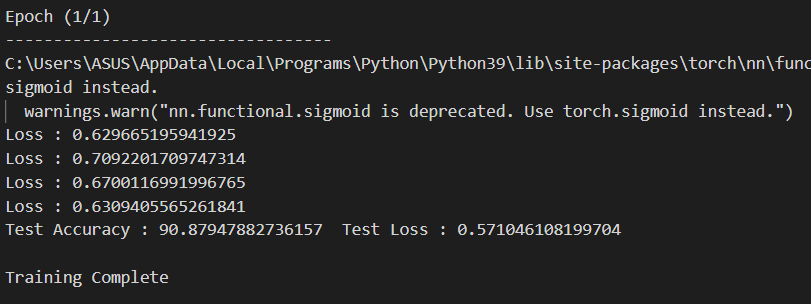 Epoch (1/1)
----------------------------------
C:\Users\ASUS\AppData\Local\Programs\Python\Python39\lib\site-packages\torch\nn\func
sigmoid instead.
warnings.warn("nn.functional.sigmoid is deprecated. Use torch.sigmoid instead.")
Loss : 0.629665195941925
Loss : 0.7092201709747314
Loss : 0.6700116991996765
Loss : 0.6309405565261841
Test Accuracy : 90.87947882736157  Test Loss : 0.571046108199704
Training Complete